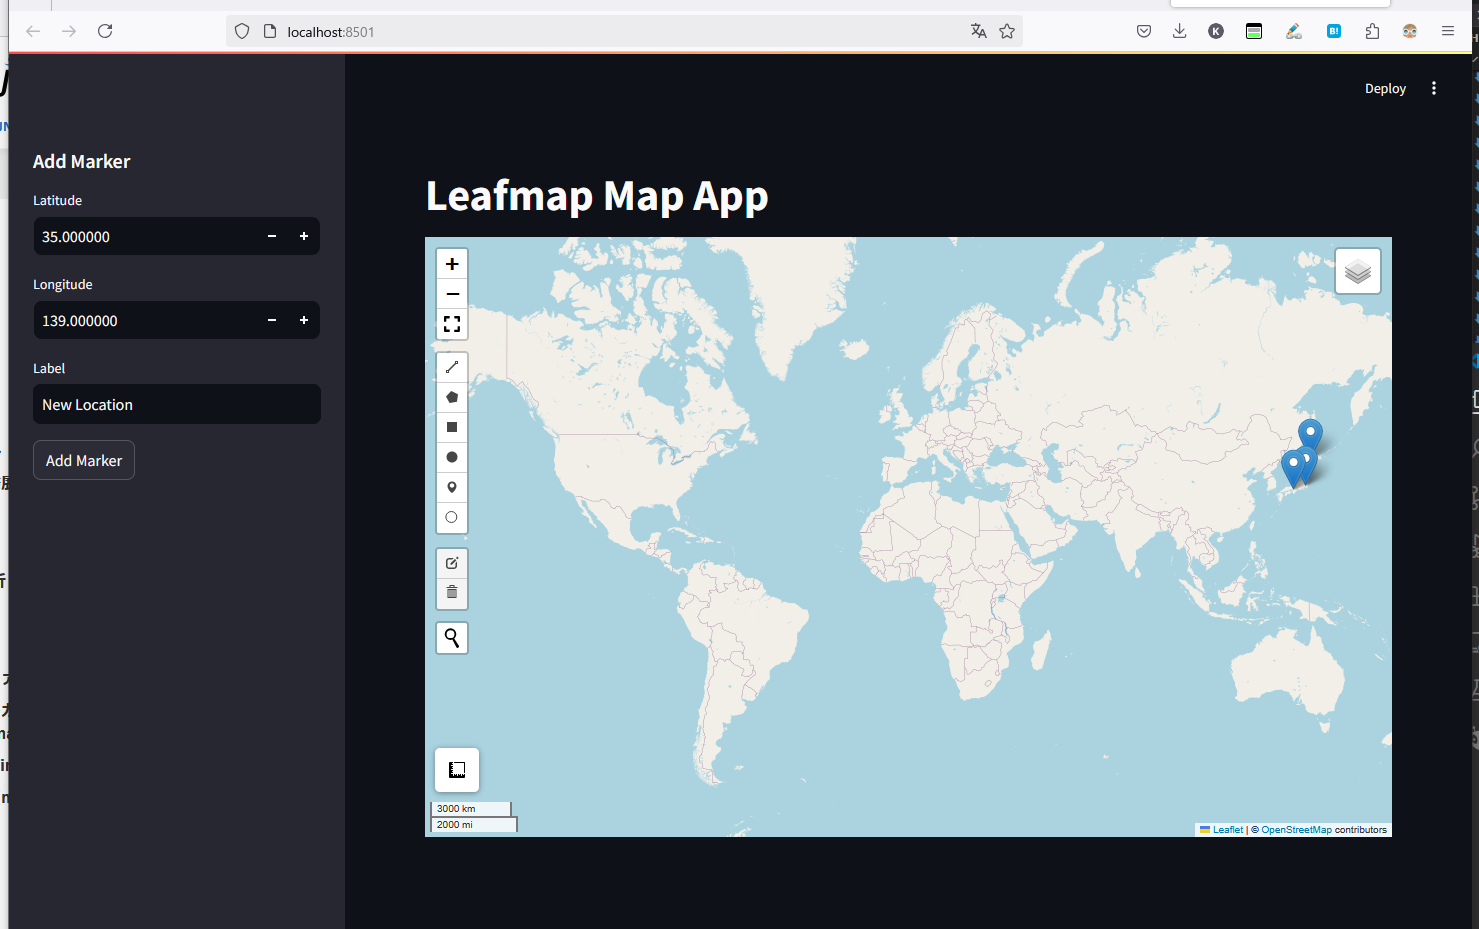 localhost:8501
Deploy
Add Marker
Latitude
35.000000
Longitude
139.000000
Label
New Location
Add Marker
Leafmap Map App
3000 km
2000 mi
Leaflet | © OpenStreetMap contributors
K
B!